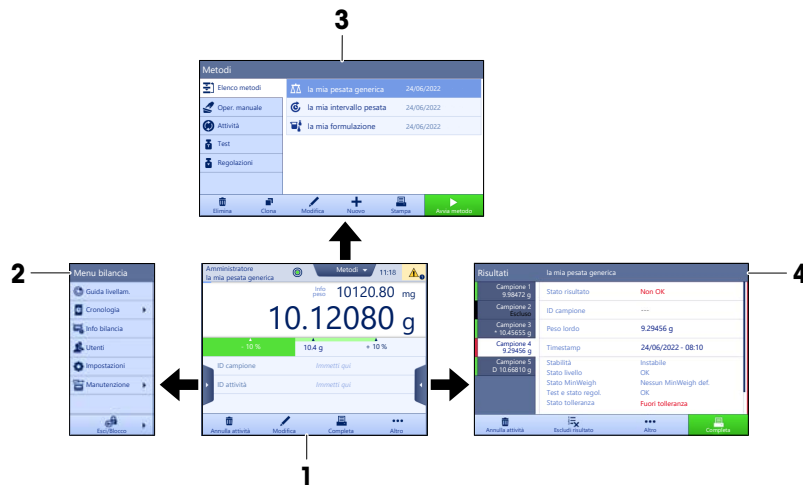 3
Metodi
Elenco metodi
la mia pesata generica 24/06/2022
Oper. manuale
la mia intervallo pesata 24/06/2022
Attività
la mia formulazione 24/06/2022
Test
Regolazioni
Elimina Clona Modifica Nuovo Stampa Avvia metodo
2
Menu bilancia
Guida livellam.
Cronologia
Info bilancia
Utenti
Impostazioni
Manutenzione
Esci/Blocco
Amministratore
la mia pesata generica
Metodi 11:18
Info
peso
10120.80 mg
10.12080 g
- 10 % 10.4 g + 10 %
ID campione Immetti qui
ID attività Immetti qui
Annulla attività Modifica Completa Altro
1
4
Risultati la mia pesata generica
Campione 1
9.98472 g
Campione 2
Escluso
Campione 3
* 10.45655 g
Campione 4
9.29456 g
Campione 5
D 10.66810 g
Stato risultato Non OK
ID campione ---
Peso lordo 9.29456 g
Timestamp 24/06/2022 - 08:10
Stabilità Instabile
Stato livello OK
Stato MinWeigh Nessun MinWeigh def.
Test e stato regol. OK
Stato tolleranza Fuori tolleranza
Annulla attività Escludi risultato Altro Completa